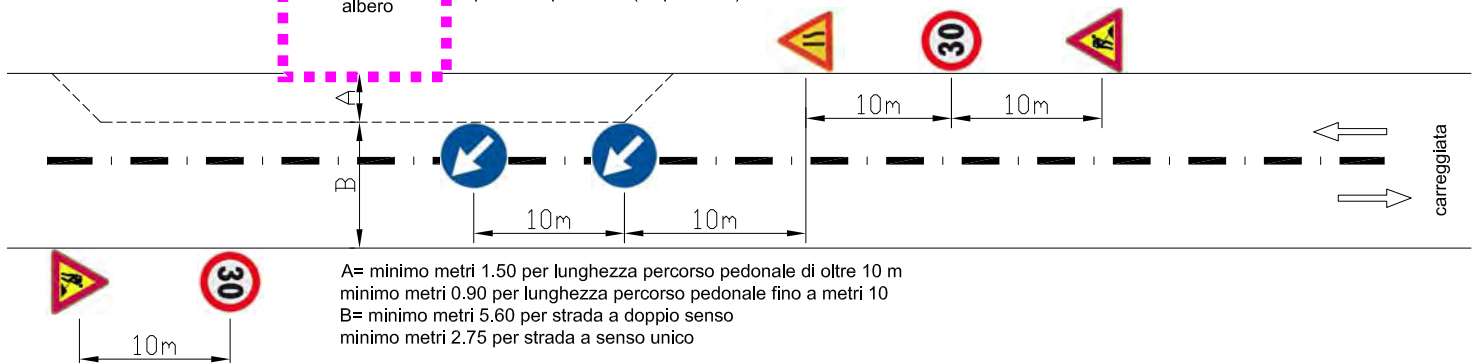 albero
30
10m
10m
A
B
carreggiata
10m
10m
30
A= minimo metri 1.50 per lunghezza percorso pedonale di oltre 10 m
minimo metri 0.90 per lunghezza percorso pedonale fino a metri 10
B= minimo metri 5.60 per strada a doppio senso
minimo metri 2.75 per strada a senso unico
10m